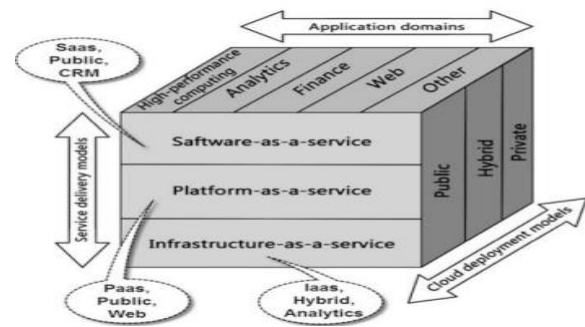 Application domains
Saas,
Public,
CRM
High-performance
computing
Analytics
Finance
Web
Other
Service delivery models
Saftware-as-a-service
Platform-as-a-service
Infrastructure-as-a-service
Public
Hybrid
Private
Cloud deployment models
Paas,
Public,
Web
Iaas,
Hybrid,
Analytics